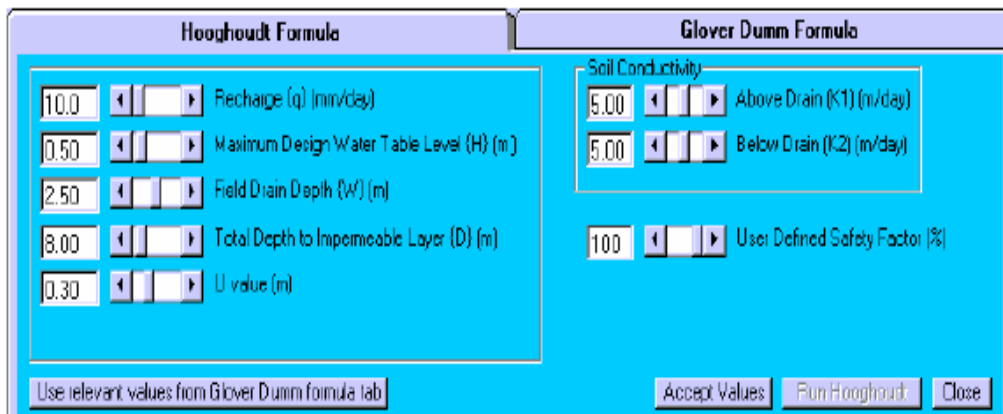 Hooghoudt Formula
Glover Dumm Formula
10.0 Recharge (q) (mm/day)
0.50 Maximum Design Water Table Level (H) (m)
2.50 Field Drain Depth (W) (m)
8.00 Total Depth to Impermeable Layer (D) (m)
0.30 U value (m)
Soil Conductivity
5.00 Above Drain (K1) (m/day)
5.00 Below Drain (K2) (m/day)
100 User Defined Safety Factor (%)
Use relevant values from Glover Dumm formula tab
Accept Values
Run Hooghoudt
Close